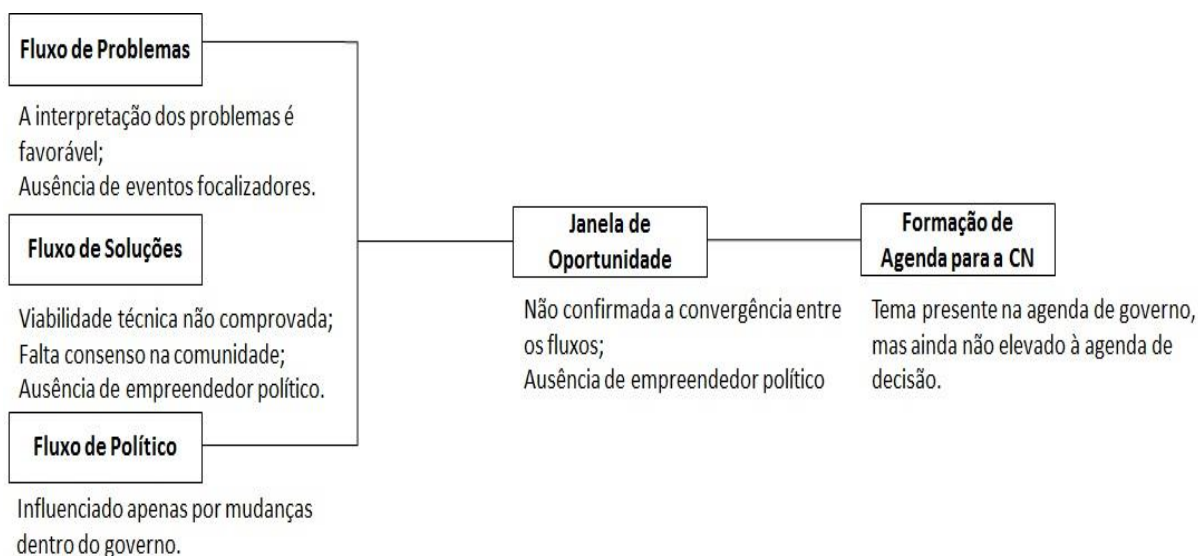 Fluxo de Problemas
A interpretação dos problemas é
favorável;
Ausência de eventos focalizadores.
Fluxo de Soluções
Viabilidade técnica não comprovada;
Falta consenso na comunidade;
Ausência de empreendedor político.
Fluxo de Político
Influenciado apenas por mudanças
dentro do governo.
Janela de
Oportunidade
Não confirmada a convergência entre
os fluxos;
Ausência de empreendedor político
Formação de
Agenda para a CN
Tema presente na agenda de governo,
mas ainda não elevado à agenda de
decisão.